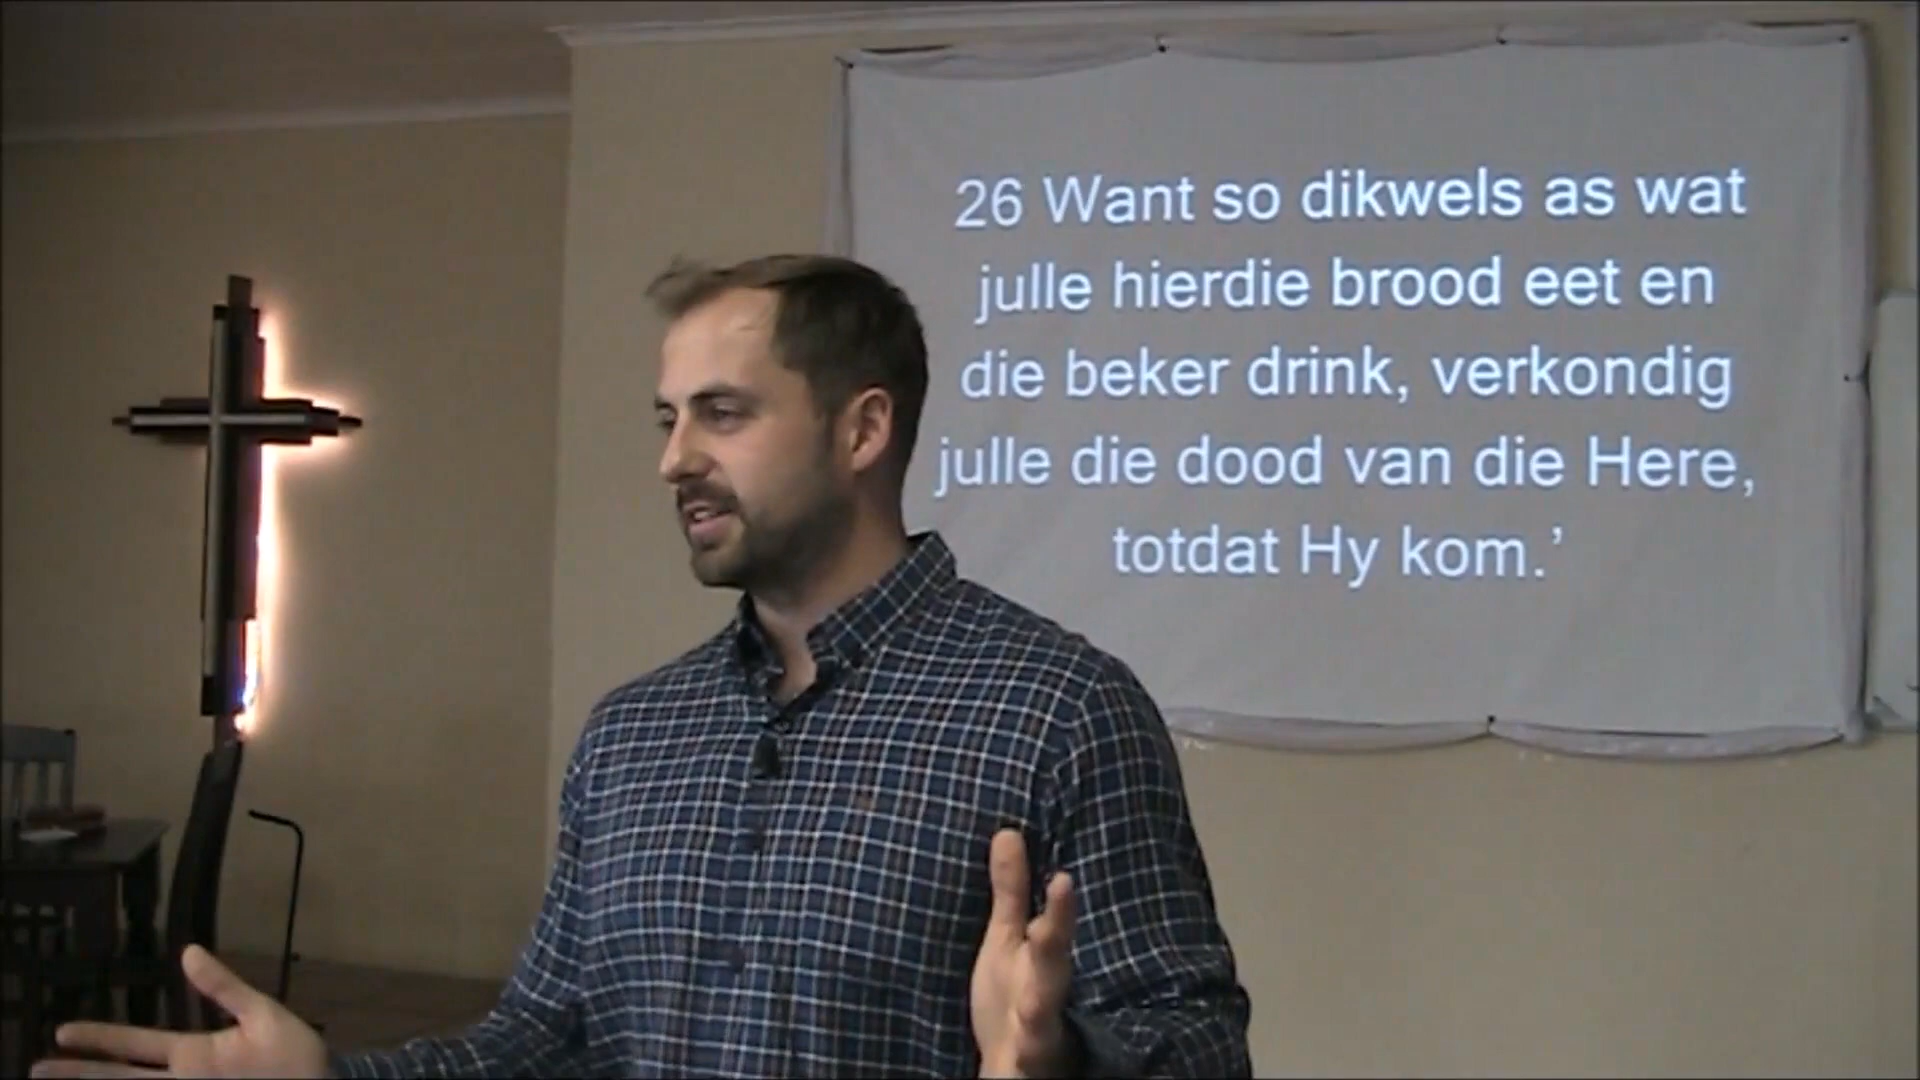 26 Want so dikwels as wat
julle hierdie brood eet en
die beker drink, verkondig
julle die dood van die Here,
totdat Hy kom.’